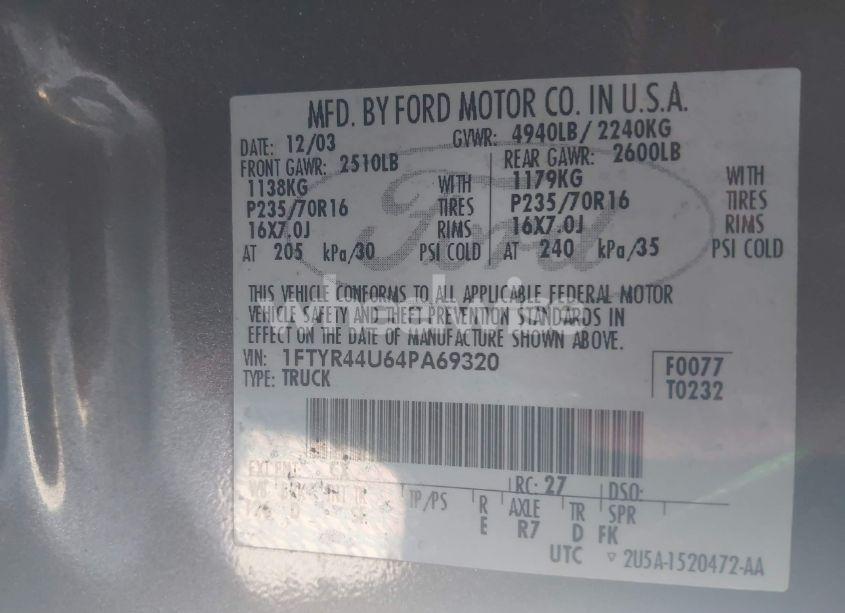 MFD. BY FORD MOTOR CO. IN U.S.A.
DATE: 12/03 GVWR: 4940LB/ 2240KG
FRONT GAWR: 2510LB REAR GAWR: 2600LB
1138KG WITH 1179KG WITH
P235/70R16 TIRES P235/70R16 TIRES
16X7.0J RIMS 16X7.0J RIMS
AT 205 kPa/30 PSI COLD AT 240 kPa/35 PSI COLD
Ford
THIS VEHICLE CONFORMS TO ALL APPLICABLE FEDERAL MOTOR
VEHICLE SAFETY AND THEFT PREVENTION STANDARDS IN
EFFECT ON THE DATE OF MANUFACTURE SHOWN ABOVE.
VIN: 1FTYR44U64PA69320 F0077
TYPE: TRUCK T0232
EXT PNT: CX RC: 27 DSO:
TP/PS R AXLE TR SPR
E R7 D FK
UTC 2U5A-1520472-AA